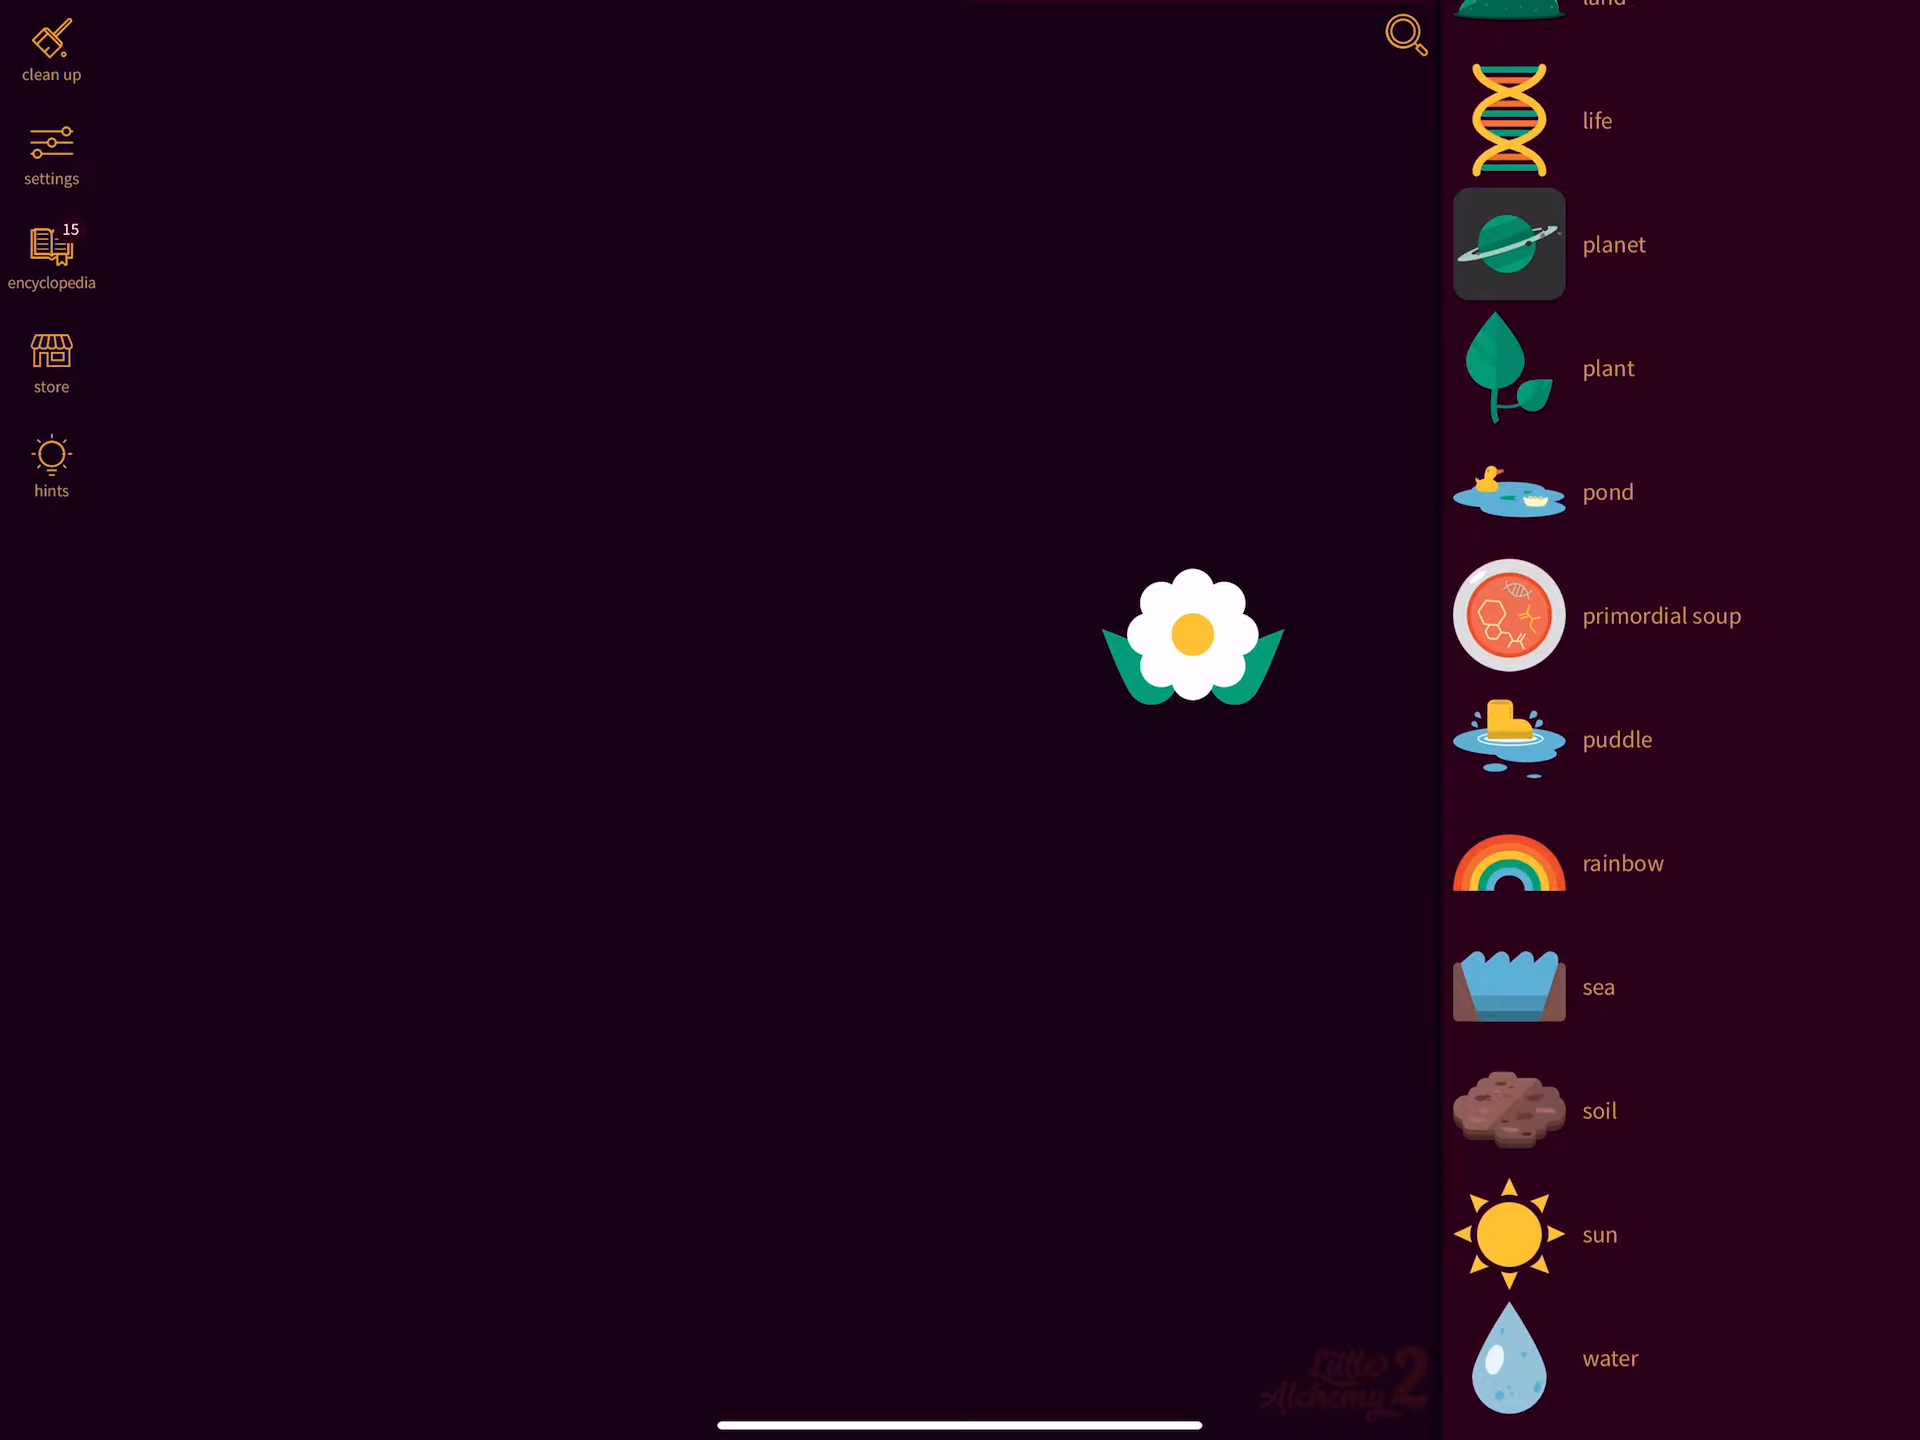 clean up
settings
15
encyclopedia
store
hints
land
life
planet
plant
pond
primordial soup
puddle
rainbow
sea
soil
sun
water
Little
Alchemy 2